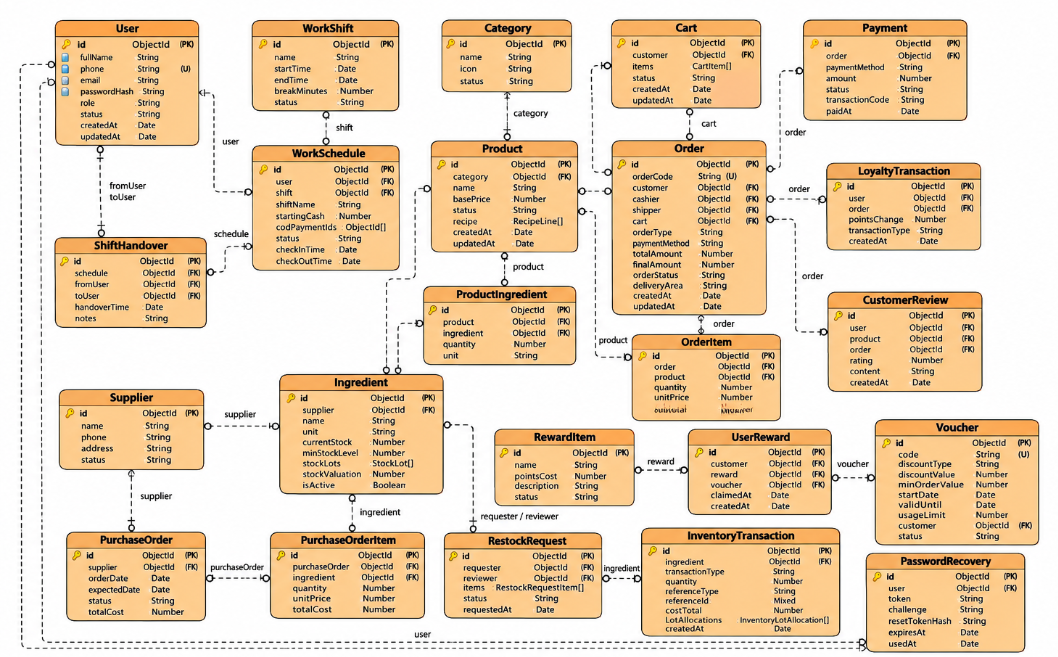 User
id ObjectId (PK)
fullName String
phone String (U)
email String
passwordHash String
role String
status String
createdAt Date
updatedAt Date
WorkShift
id ObjectId (PK)
name String
startTime Date
endTime Date
breakMinutes Number
status String
Category
id ObjectId (PK)
name String
icon String
status String
Cart
id ObjectId (PK)
customer ObjectId (FK)
items CartItem[]
status String
createdAt Date
updatedAt Date
Payment
id ObjectId (PK)
order ObjectId (FK)
paymentMethod String
amount Number
status String
transactionCode String
paidAt Date
user
shift
category
cart
order
fromUser
toUser
WorkSchedule
id ObjectId (PK)
user ObjectId (FK)
shift ObjectId (FK)
shiftName String
startingCash Number
codPaymentIds ObjectId[]
status String
checkInTime Date
checkOutTime Date
Product
id ObjectId (PK)
category ObjectId (FK)
name String
basePrice Number
status String
recipe RecipeLine[]
createdAt Date
updatedAt Date
Order
id ObjectId (PK)
orderCode String (U)
customer ObjectId (FK)
cashier ObjectId (FK)
shipper ObjectId (FK)
cart ObjectId (FK)
orderType String
paymentMethod String
totalAmount Number
finalAmount Number
orderStatus String
deliveryArea String
createdAt Date
updatedAt Date
order
LoyaltyTransaction
id ObjectId (PK)
user ObjectId (FK)
order ObjectId (FK)
pointsChange Number
transactionType String
createdAt Date
schedule
ShiftHandover
id ObjectId (PK)
schedule ObjectId (FK)
fromUser ObjectId (FK)
toUser ObjectId (FK)
handoverTime Date
notes String
product
ProductIngredient
id ObjectId (PK)
product ObjectId (FK)
ingredient ObjectId (FK)
quantity Number
unit String
order
CustomerReview
id ObjectId (PK)
user ObjectId (FK)
product ObjectId (FK)
order ObjectId (FK)
rating Number
content String
createdAt Date
order
product
OrderItem
id ObjectId (PK)
order ObjectId (FK)
product ObjectId (FK)
quantity Number
unitPrice Number
Supplier
id ObjectId (PK)
name String
phone String
address String
status String
supplier
Ingredient
id ObjectId (PK)
supplier ObjectId (FK)
name String
unit String
currentStock Number
minStockLevel Number
stockLots StockLot[]
stockValuation Number
isActive Boolean
RewardItem
id ObjectId (PK)
name String
pointsCost Number
description String
status String
reward
UserReward
id ObjectId (PK)
customer ObjectId (FK)
reward ObjectId (FK)
voucher ObjectId (FK)
claimedAt Date
createdAt Date
voucher
Voucher
id ObjectId (PK)
code String (U)
discountType String
discountValue Number
minOrderValue Number
startDate Date
validUntil Date
usageLimit Number
customer ObjectId (FK)
status String
supplier
ingredient
requester / reviewer
PurchaseOrder
id ObjectId (PK)
supplier ObjectId (FK)
orderDate Date
expectedDate Date
status String
totalCost Number
purchaseOrder
PurchaseOrderItem
id ObjectId (PK)
purchaseOrder ObjectId (FK)
ingredient ObjectId (FK)
quantity Number
unitPrice Number
totalCost Number
RestockRequest
id ObjectId (PK)
requester ObjectId (FK)
reviewer ObjectId (FK)
items RestockRequestItem[]
status String
requestedAt Date
ingredient
InventoryTransaction
id ObjectId (PK)
ingredient ObjectId (FK)
transactionType String
quantity Number
referenceType String
referenceId Mixed
costTotal Number
LotAllocations InventoryLotAllocation[]
createdAt Date
PasswordRecovery
id ObjectId (PK)
user ObjectId (FK)
token String
challenge String
resetTokenHash String
expiresAt Date
usedAt Date
user